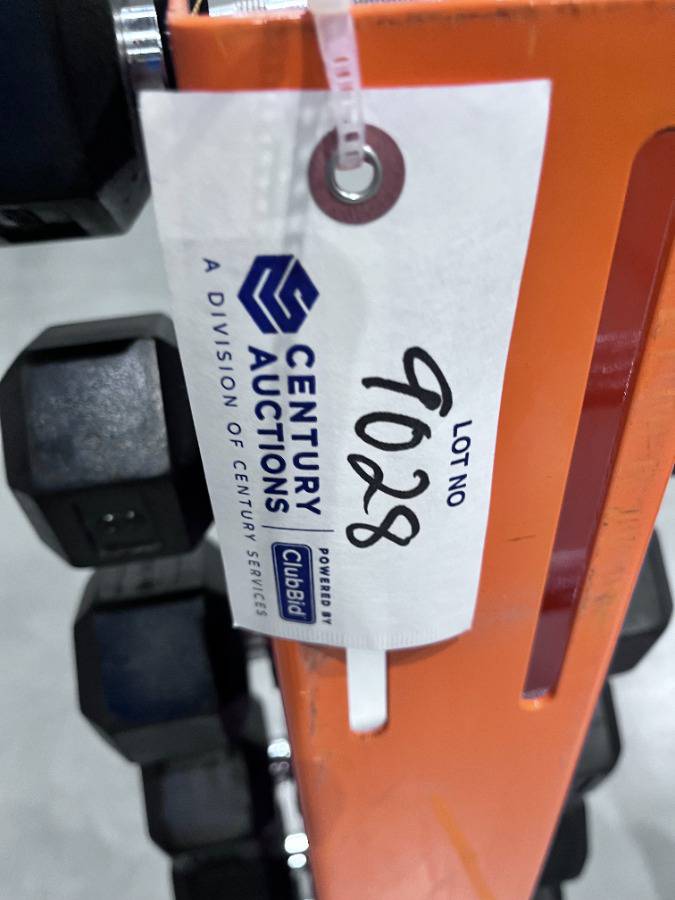 LOT NO
9028
CENTURY
AUCTIONS
POWERED BY
ClubBid
A DIVISION OF CENTURY SERVICES